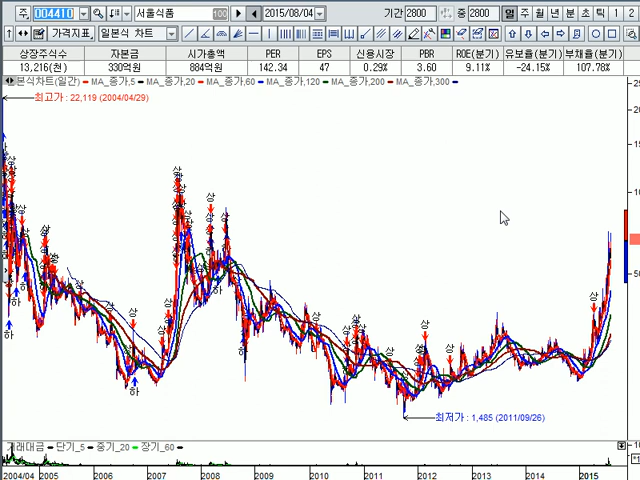 주 004410 서울식품 100 2015/08/04 기간 2800 중 2800 일 주 월 년 분 초 틱 1 2
가격지표 일본식 차트
상장주식수 자본금 시가총액 PER EPS 신용시장 PBR ROE(분기) 유보율(분기) 부채율(분기)
13,216(천) 330억원 884억원 142.34 47 0.29% 3.60 9.11% -24.15% 107.78%
본식차트(일간) MA_종가,5 MA_종가,20 MA_종가,60 MA_종가,120 MA_종가,200 MA_종가,300
최고가 : 22,119 (2004/04/29)
상
하
최저가 : 1,485 (2011/09/26)
거래대금 단기_5 중기_20 장기_60
2004/04 2005 2006 2007 2008 2009 2010 2011 2012 2013 2014 2015